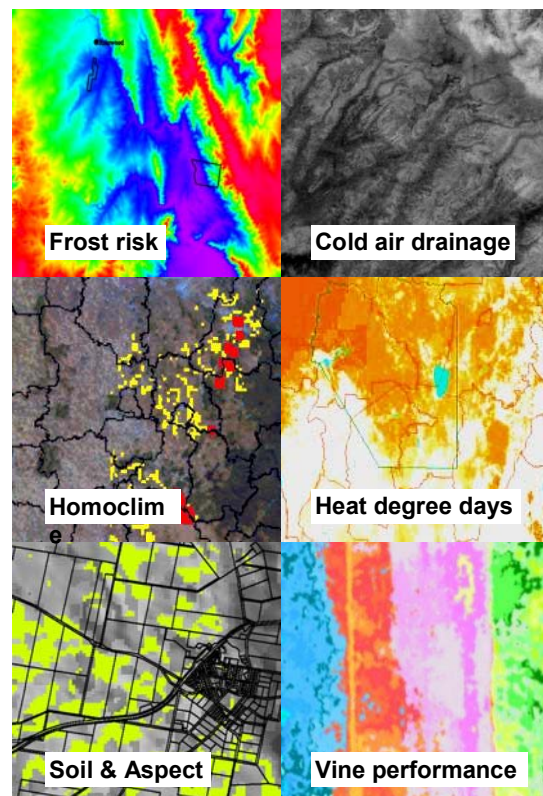 Frost risk
Cold air drainage
Homoclim
e
Heat degree days
Soil & Aspect
Vine performance